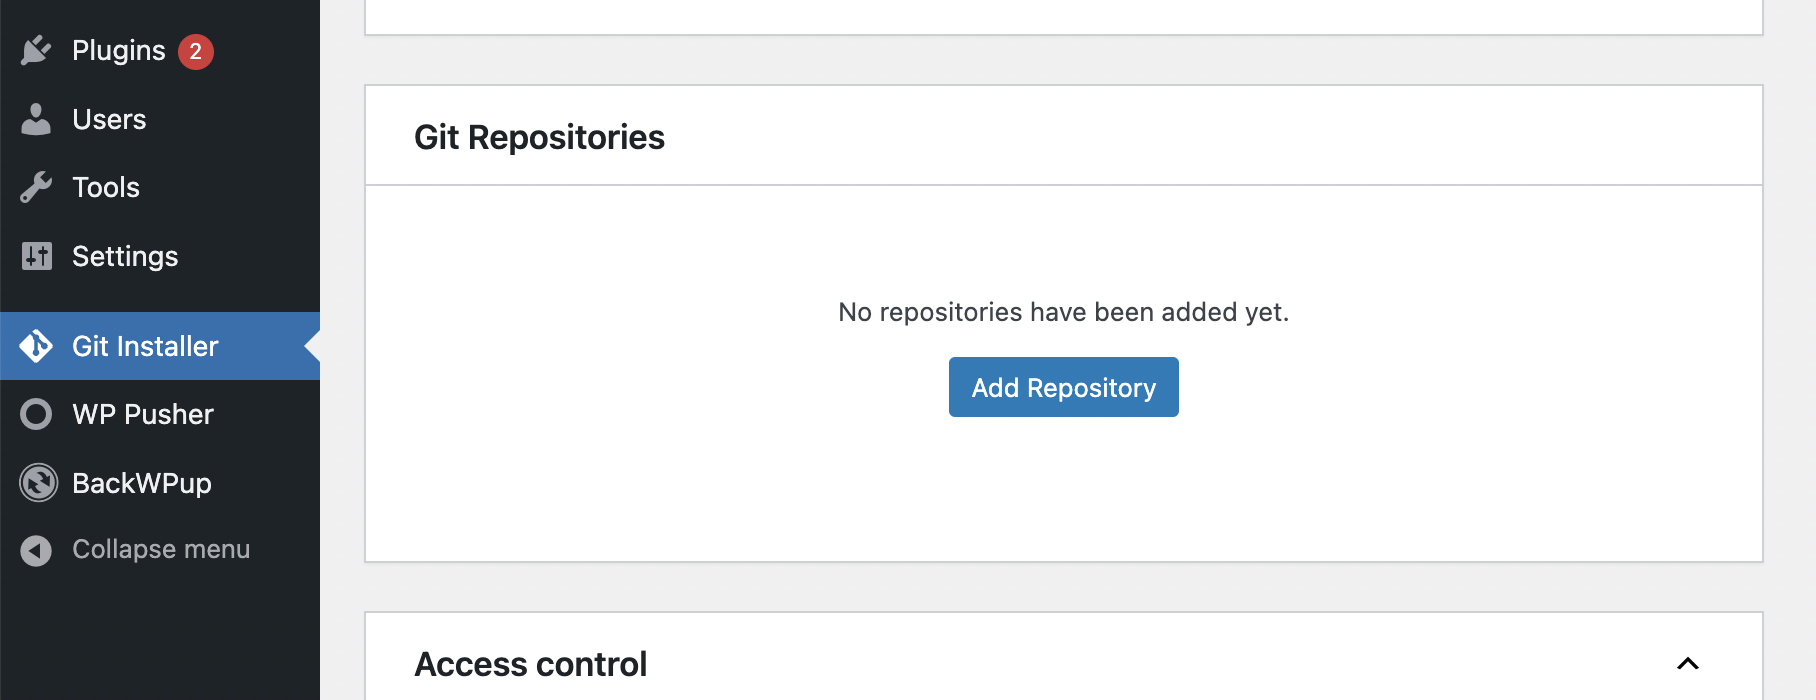 Plugins 2
Users
Tools
Settings
Git Installer
WP Pusher
BackWPup
Collapse menu
Git Repositories
No repositories have been added yet.
Add Repository
Access control